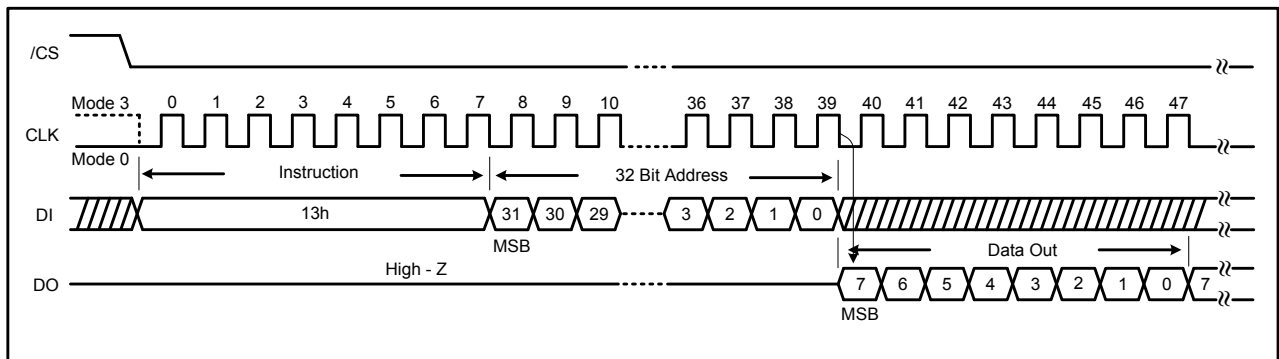 /CS
Mode 3 0 1 2 3 4 5 6 7 8 9 10 36 37 38 39 40 41 42 43 44 45 46 47
CLK
Mode 0
Instruction 32 Bit Address
DI 13h 31 30 29 3 2 1 0
MSB
High - Z Data Out
DO 7 6 5 4 3 2 1 0 7
MSB